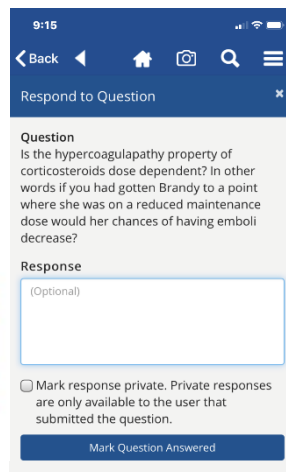 9:15
Back
Respond to Question
×
Question
Is the hypercoagulapathy property of
corticosteroids dose dependent? In other
words if you had gotten Brandy to a point
where she was on a reduced maintenance
dose would her chances of having emboli
decrease?
Response
(Optional)
Mark response private. Private responses
are only available to the user that
submitted the question.
Mark Question Answered